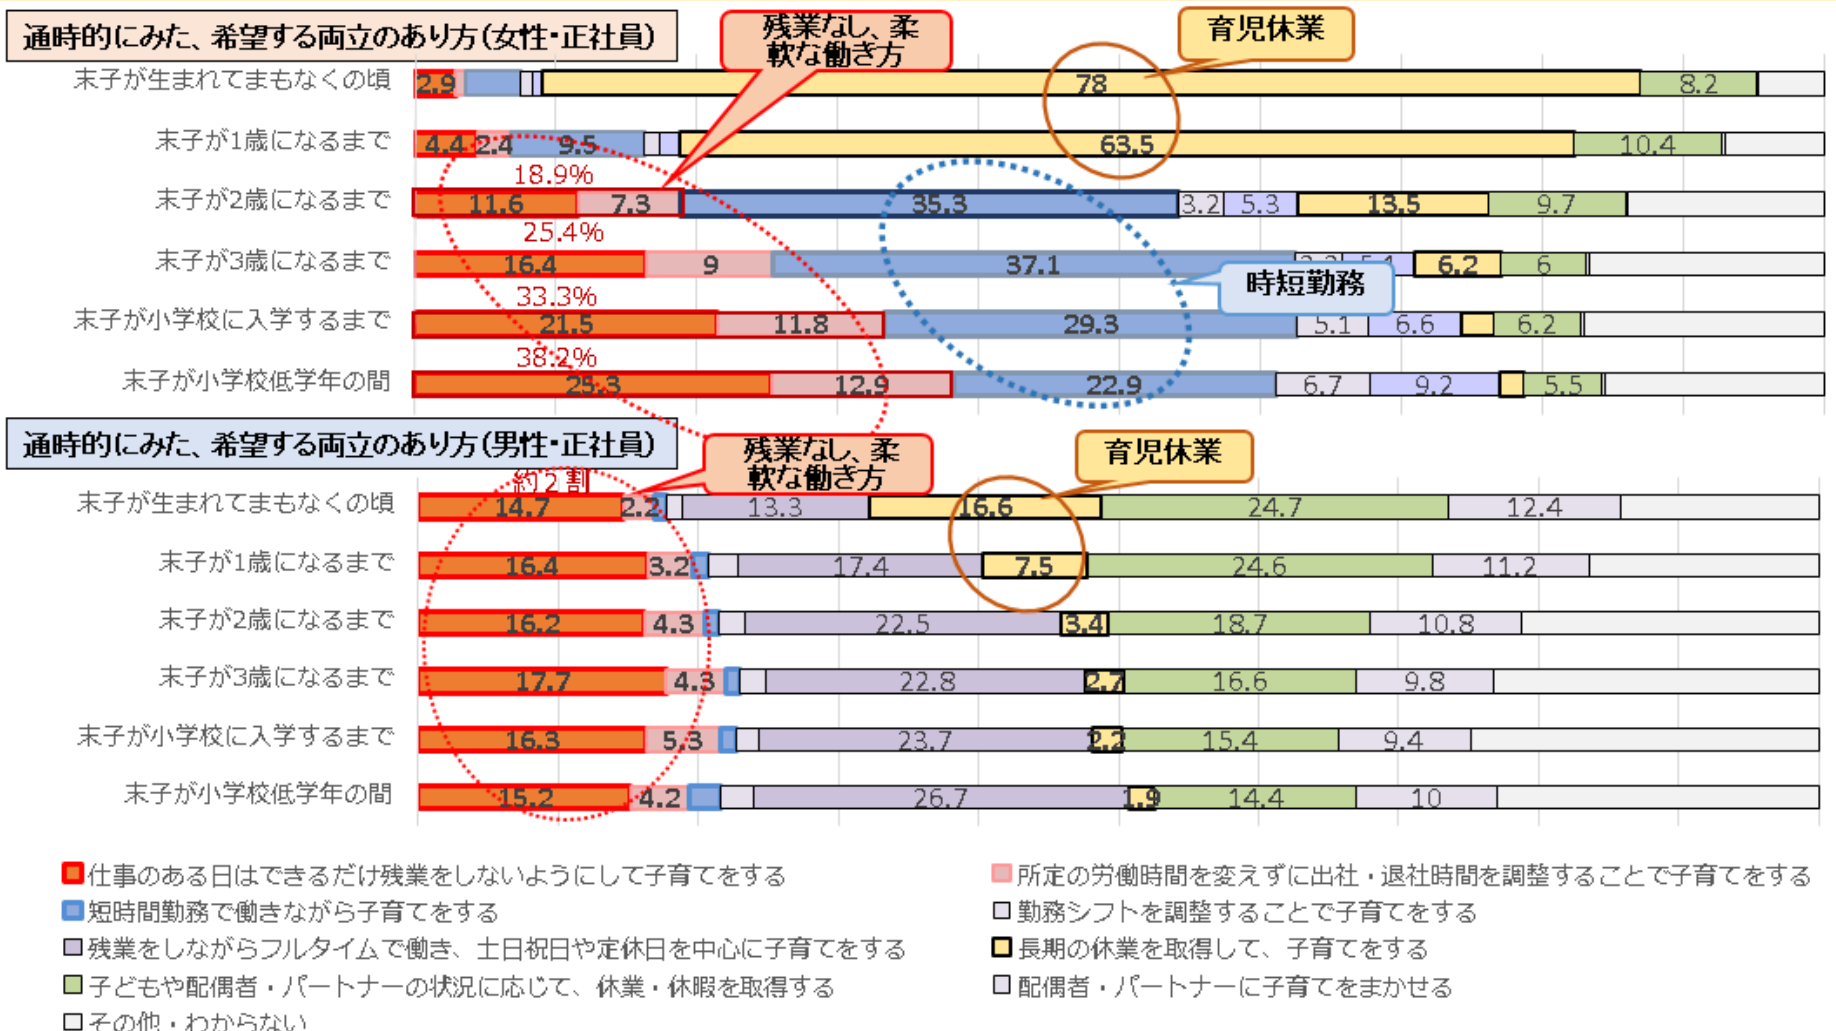 通時的にみた、希望する両立のあり方(女性・正社員)
残業なし、柔
軟な働き方
育児休業
末子が生まれてまもなくの頃
2.9
78
8.2
末子が1歳になるまで
4.4 2.4 9.5
63.5
10.4
18.9%
末子が2歳になるまで
11.6 7.3 35.3 3.2 5.3 13.5 9.7
25.4%
末子が3歳になるまで
16.4 9 37.1 6.2 6
時短勤務
33.3%
末子が小学校に入学するまで
21.5 11.8 29.3 5.1 6.6 6.2
38.2%
末子が小学校低学年の間
25.3 12.9 22.9 6.7 9.2 5.5
通時的にみた、希望する両立のあり方(男性・正社員)
残業なし、柔
軟な働き方
育児休業
約2割
末子が生まれてまもなくの頃
14.7 2.2 13.3 16.6 24.7 12.4
末子が1歳になるまで
16.4 3.2 17.4 7.5 24.6 11.2
末子が2歳になるまで
16.2 4.3 22.5 3.4 18.7 10.8
末子が3歳になるまで
17.7 4.3 22.8 2.7 16.6 9.8
末子が小学校に入学するまで
16.3 5.3 23.7 2.2 15.4 9.4
末子が小学校低学年の間
15.2 4.2 26.7 1.9 14.4 10
仕事のある日はできるだけ残業をしないようにして子育てをする
所定の労働時間を変えずに出社・退社時間を調整することで子育てをする
短時間勤務で働きながら子育てをする
勤務シフトを調整することで子育てをする
残業をしながらフルタイムで働き、土日祝日や定休日を中心に子育てをする
長期の休業を取得して、子育てをする
子どもや配偶者・パートナーの状況に応じて、休業・休暇を取得する
配偶者・パートナーに子育てをまかせる
その他・わからない